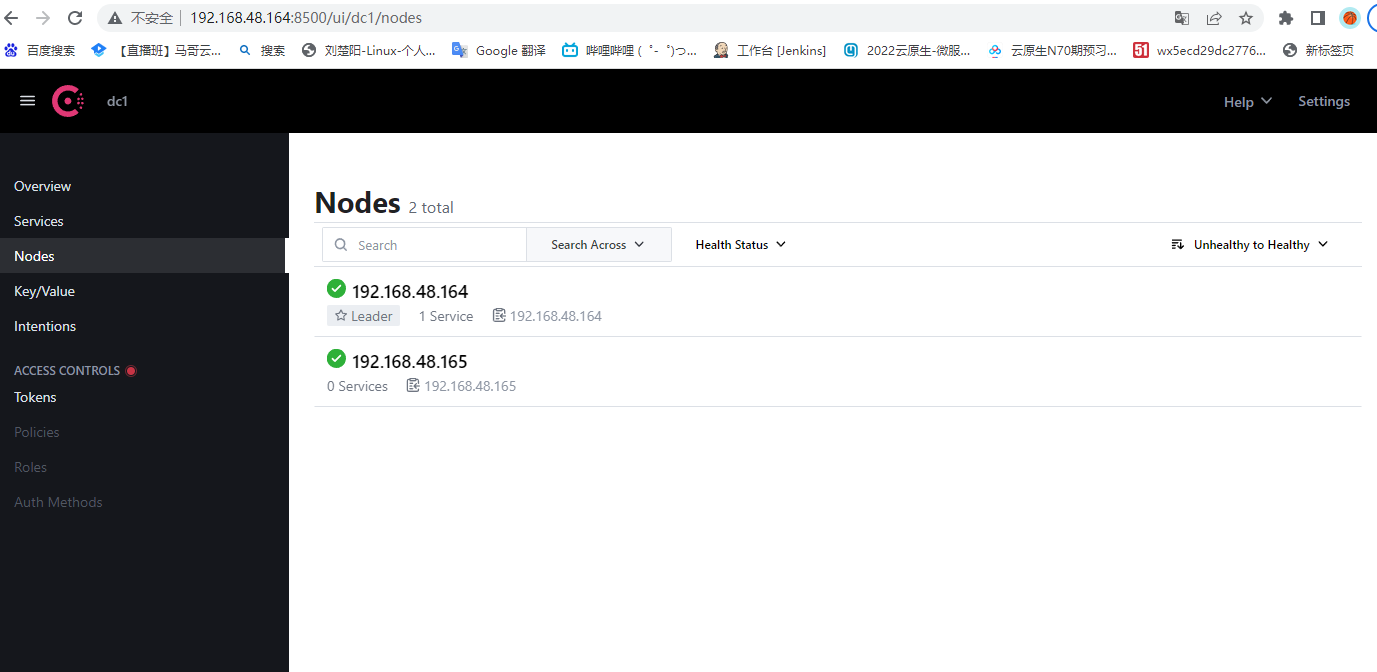 不安全 192.168.48.164:8500/ui/dc1/nodes
百度搜索 【直播班】马哥云... 搜索 刘楚阳-Linux-个人... Google 翻译 哔哩哔哩 ( ゜- ゜)つ... 工作台 [Jenkins] 2022云原生-微服... 云原生N70期预习... 51 wx5ecd29dc2776... 新标签页
dc1 Help Settings
Overview
Services
Nodes
Key/Value
Intentions
ACCESS CONTROLS
Tokens
Policies
Roles
Auth Methods
Nodes 2 total
Search Search Across Health Status Unhealthy to Healthy
192.168.48.164
Leader 1 Service 192.168.48.164
192.168.48.165
0 Services 192.168.48.165